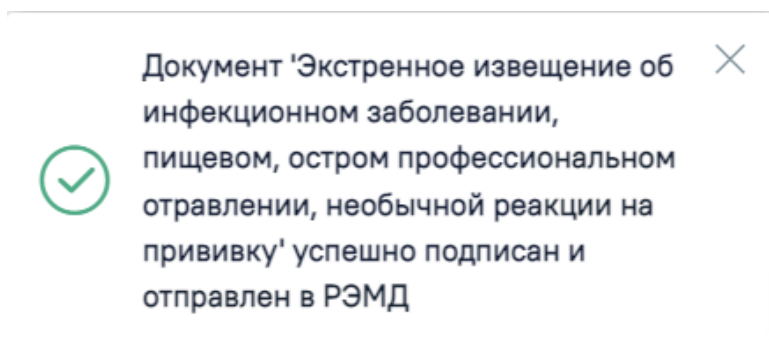 Документ 'Экстренное извещение об
инфекционном заболевании,
пищевом, остром профессиональном
отравлении, необычной реакции на
прививку' успешно подписан и
отправлен в РЭМД